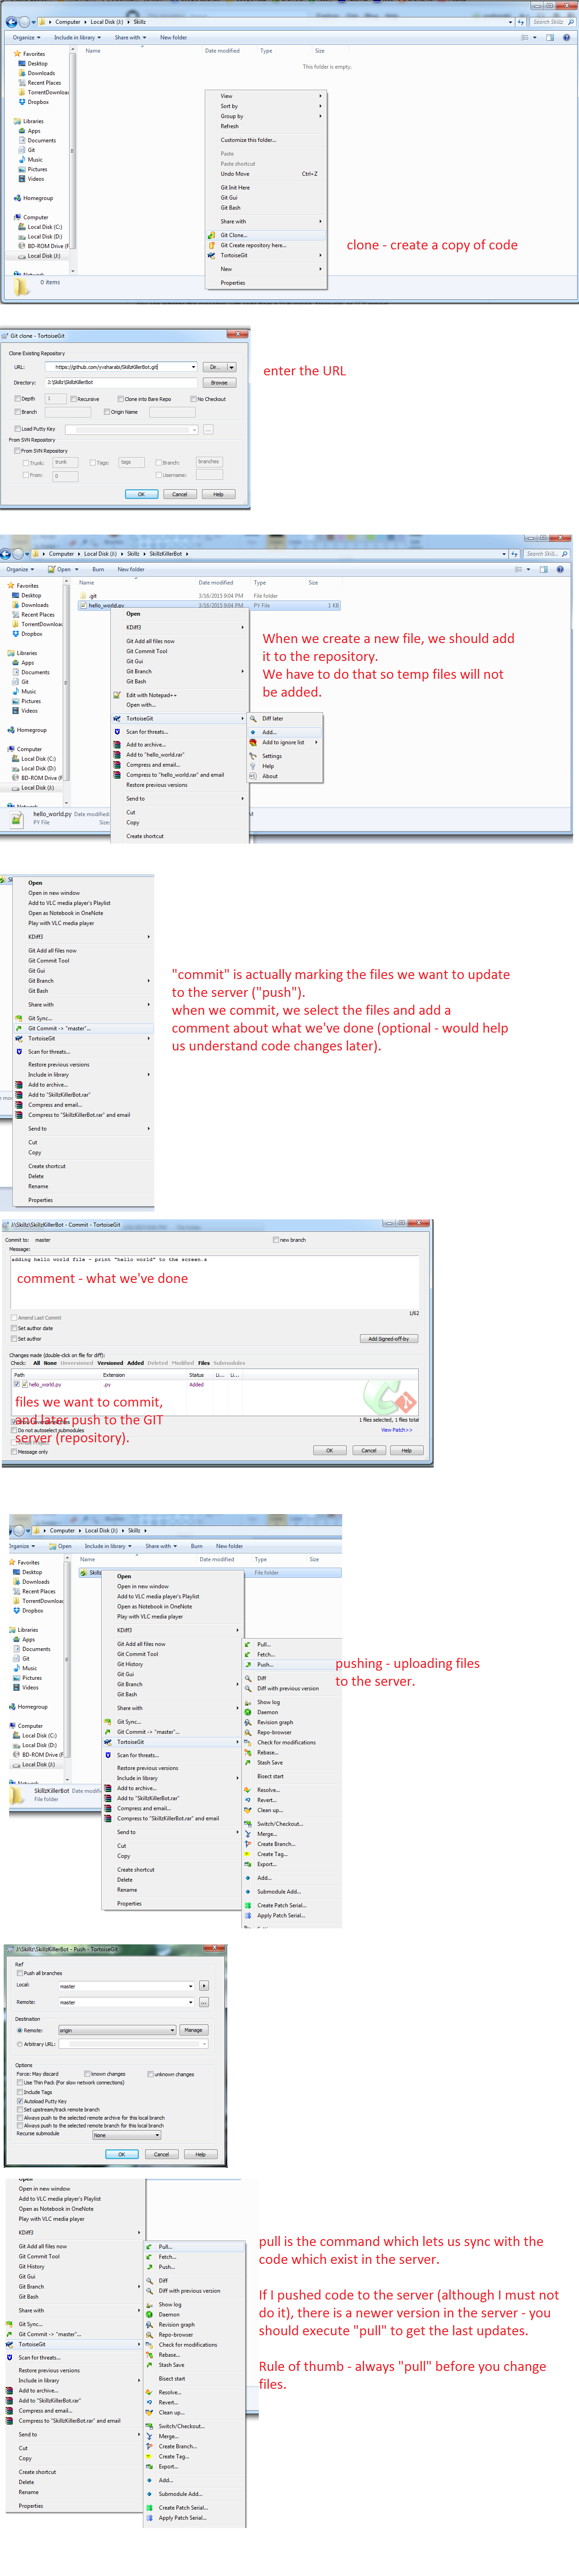 Computer ▸ Local Disk (J:) ▸ Skillz
Search Skillz
Organize Include in library Share with New folder
Name Date modified Type Size
This folder is empty.
Favorites
Desktop
Downloads
Recent Places
TorrentDownload
Dropbox
Libraries
Apps
Documents
Git
Music
Pictures
Videos
Homegroup
Computer
Local Disk (C:)
Local Disk (D:)
BD-ROM Drive (F
Local Disk (J:)
Network
0 items
View
Sort by
Group by
Refresh
Customize this folder...
Paste
Paste shortcut
Undo Move Ctrl+Z
Git Init Here
Git Gui
Git Bash
Share with
Git Clone...
Git Create repository here...
TortoiseGit
New
Properties
clone - create a copy of code
Git clone - TortoiseGit
Clone Existing Repository
URL: https://github.com/yvsharabi/SkillzKillerBot.git Dir...
Directory: J:\Skillz\SkillzKillerBot Browse
Depth 1 Recursive Clone into Bare Repo No Checkout
Branch Origin Name
Load Putty Key ...
From SVN Repository
From SVN Repository
Trunk: trunk Tags: tags Branch: branches
From: 0 Username:
OK Cancel Help
enter the URL
Computer ▸ Local Disk (J:) ▸ Skillz ▸ SkillzKillerBot
Search Skill...
Organize Open Burn New folder
Name Date modified Type Size
.git 3/16/2015 9:04 PM File folder
hello_world.py 3/16/2015 9:04 PM PY File 1 KB
Favorites
Desktop
Downloads
Recent Places
TorrentDownload
Dropbox
Libraries
Apps
Documents
Git
Music
Pictures
Videos
Homegroup
Computer
Local Disk (C:)
Local Disk (D:)
BD-ROM Drive (F
Local Disk (J:)
Network
hello_world.py Date modified:
PY File Size:
Open
KDiff3
Git Add all files now
Git Commit Tool
Git Gui
Git Branch
Git Bash
Edit with Notepad++
Open with...
TortoiseGit
Scan for threats...
Add to archive...
Add to "hello_world.rar"
Compress and email...
Compress to "hello_world.rar" and email
Restore previous versions
Send to
Cut
Copy
Create shortcut
Diff later
Add...
Add to ignore list
Settings
Help
About
When we create a new file, we should add
it to the repository.
We have to do that so temp files will not
be added.
Open
Open in new window
Add to VLC media player's Playlist
Open as Notebook in OneNote
Play with VLC media player
KDiff3
Git Add all files now
Git Commit Tool
Git Gui
Git Branch
Git Bash
Share with
Git Sync...
Git Commit -> "master"...
TortoiseGit
Scan for threats...
Restore previous versions
Include in library
Add to archive...
Add to "SkillzKillerBot.rar"
Compress and email...
Compress to "SkillzKillerBot.rar" and email
Send to
Cut
Copy
Create shortcut
Delete
Rename
Properties
"commit" is actually marking the files we want to update
to the server ("push").
when we commit, we select the files and add a
comment about what we've done (optional - would help
us understand code changes later).
J:\Skillz\SkillzKillerBot - Commit - TortoiseGit
Commit to: master new branch
Message:
adding hello world file - print "hello world" to the screen.s
comment - what we've done
1/62
Amend Last Commit
Set author date
Set author Add Signed-off-by
Changes made (double-click on file for diff):
Check: All None Unversioned Versioned Added Deleted Modified Files Submodules
Path Extension Status Li... Li...
hello_world.py .py Added
files we want to commit,
and later push to the GIT
server (repository).
1 files selected, 1 files total
Do not autoselect submodules View Patch>>
Whole Project
Message only OK Cancel Help
Computer ▸ Local Disk (J:) ▸ Skillz
Organize Open Include in library Share with Burn New folder
Name Date modified Type Size
File folder
Favorites
Desktop
Downloads
Recent Places
TorrentDownload
Dropbox
Libraries
Apps
Documents
Git
Music
Pictures
Videos
Homegroup
Computer
Local Disk (C:)
Local Disk (D:)
BD-ROM Drive (F
Local Disk (J:)
Network
SkillzKillerBot Date modifi
File folder
Open
Open in new window
Add to VLC media player's Playlist
Open as Notebook in OneNote
Play with VLC media player
KDiff3
Git Add all files now
Git Commit Tool
Git History
Git Gui
Git Branch
Git Bash
Share with
Git Sync...
Git Commit -> "master"...
TortoiseGit
Scan for threats...
Restore previous versions
Include in library
Add to archive...
Add to "SkillzKillerBot.rar"
Compress and email...
Compress to "SkillzKillerBot.rar" and email
Send to
Cut
Copy
Create shortcut
Delete
Rename
Properties
Pull...
Fetch...
Push...
Diff
Diff with previous version
Show log
Daemon
Revision graph
Repo-browser
Check for modifications
Rebase...
Stash Save
Bisect start
Resolve...
Revert...
Clean up...
Switch/Checkout...
Merge...
Create Branch...
Create Tag...
Export...
Add...
Submodule Add...
Create Patch Serial...
Apply Patch Serial...
pushing - uploading files
to the server.
J:\Skillz\SkillzKillerBot - Push - TortoiseGit
Ref
Push all branches
Local: master
Remote: master ...
Destination
Remote: origin Manage
Arbitrary URL:
Options
Force: May discard known changes unknown changes
Use Thin Pack (For slow network connections)
Include Tags
Autoload Putty Key
Set upstream/track remote branch
Always push to the selected remote archive for this local branch
Always push to the selected remote branch for this local branch
Recurse submodule None
OK Cancel Help
Open
Open in new window
Add to VLC media player's Playlist
Open as Notebook in OneNote
Play with VLC media player
KDiff3
Git Add all files now
Git Commit Tool
Git History
Git Gui
Git Branch
Git Bash
Share with
Git Sync...
Git Commit -> "master"...
TortoiseGit
Scan for threats...
Restore previous versions
Include in library
Add to archive...
Add to "SkillzKillerBot.rar"
Compress and email...
Compress to "SkillzKillerBot.rar" and email
Send to
Cut
Copy
Create shortcut
Delete
Rename
Properties
Pull...
Fetch...
Push...
Diff
Diff with previous version
Show log
Daemon
Revision graph
Repo-browser
Check for modifications
Rebase...
Stash Save
Bisect start
Resolve...
Revert...
Clean up...
Switch/Checkout...
Merge...
Create Branch...
Create Tag...
Export...
Add...
Submodule Add...
Create Patch Serial...
Apply Patch Serial...
pull is the command which lets us sync with the
code which exist in the server.
If I pushed code to the server (although I must not
do it), there is a newer version in the server - you
should execute "pull" to get the last updates.
Rule of thumb - always "pull" before you change
files.